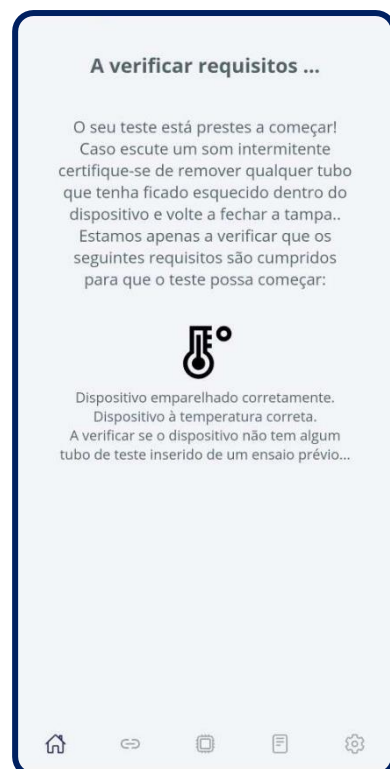 A verificar requisitos ...
O seu teste está prestes a começar!
Caso escute um som intermitente
certifique-se de remover qualquer tubo
que tenha ficado esquecido dentro do
dispositivo e volte a fechar a tampa..
Estamos apenas a verificar que os
seguintes requisitos são cumpridos
para que o teste possa começar:
Dispositivo emparelhado corretamente.
Dispositivo à temperatura correta.
A verificar se o dispositivo não tem algum
tubo de teste inserido de um ensaio prévio...